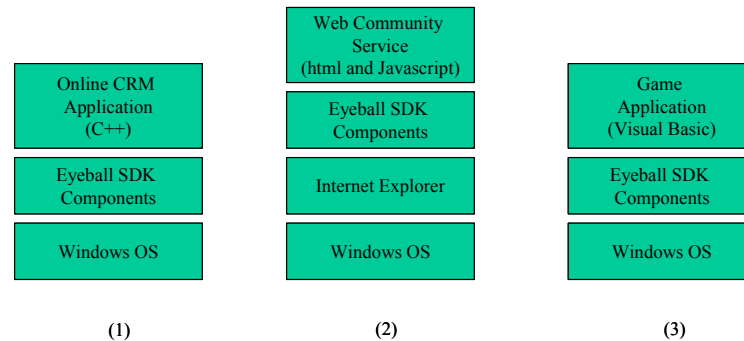 Online CRM
Application
(C++)
Eyeball SDK
Components
Windows OS
(1)
Web Community
Service
(html and Javascript)
Eyeball SDK
Components
Internet Explorer
Windows OS
(2)
Game
Application
(Visual Basic)
Eyeball SDK
Components
Windows OS
(3)